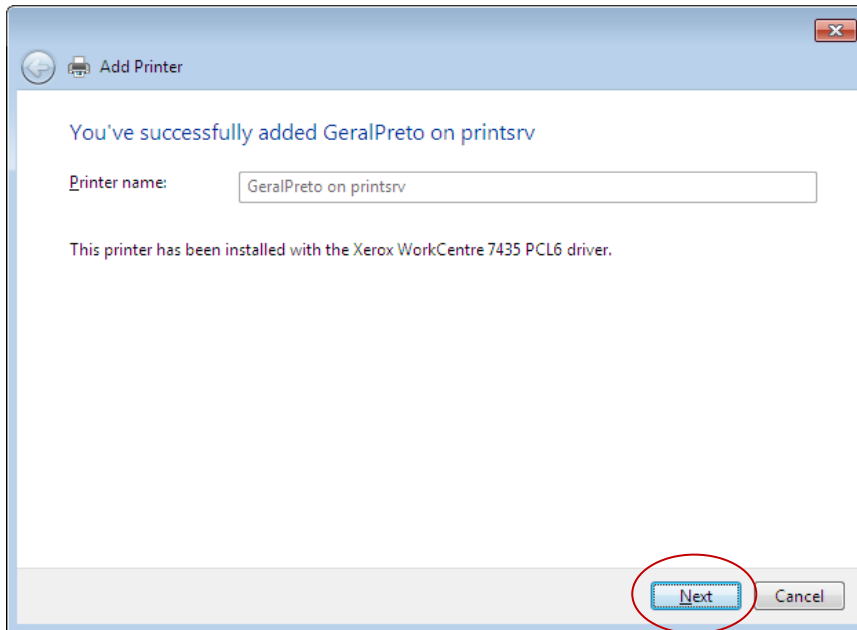 Add Printer
You've successfully added GeralPreto on printsrv
Printer name: GeralPreto on printsrv
This printer has been installed with the Xerox WorkCentre 7435 PCL6 driver.
Next Cancel